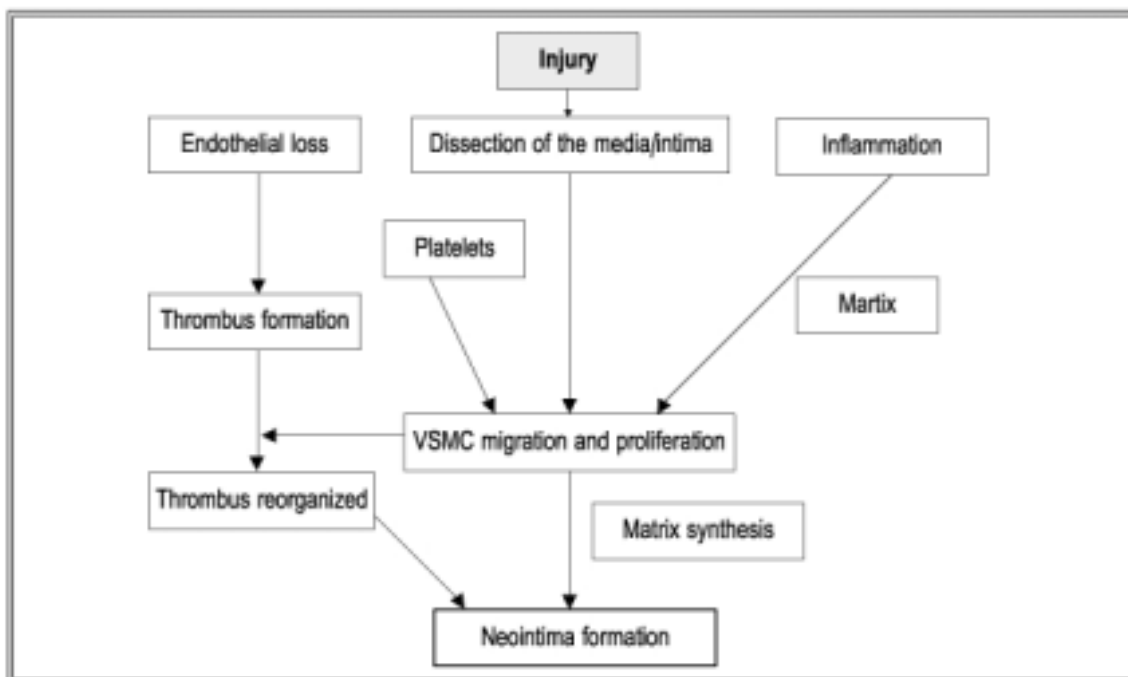 Injury
Endothelial loss
Dissection of the media/intima
Inflammation
Platelets
Martix
Thrombus formation
VSMC migration and proliferation
Thrombus reorganized
Matrix synthesis
Neointima formation